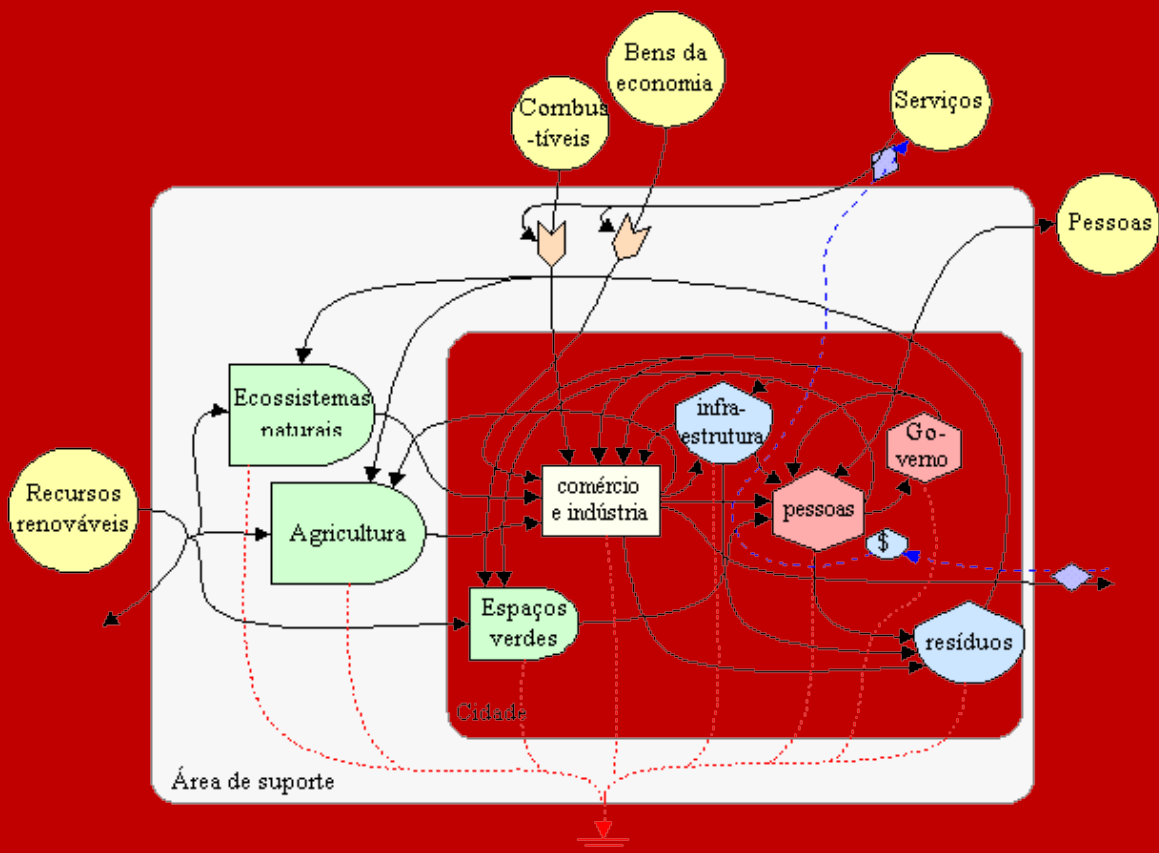 Bens da
economia
Combus
-tíveis
Serviços
Pessoas
Ecossistemas
naturais
infra-
estrutura
Go-
verno
Recursos
renováveis
comércio
e indústria
pessoas
Agricultura
$
Espaços
verdes
resíduos
Cidade
Área de suporte